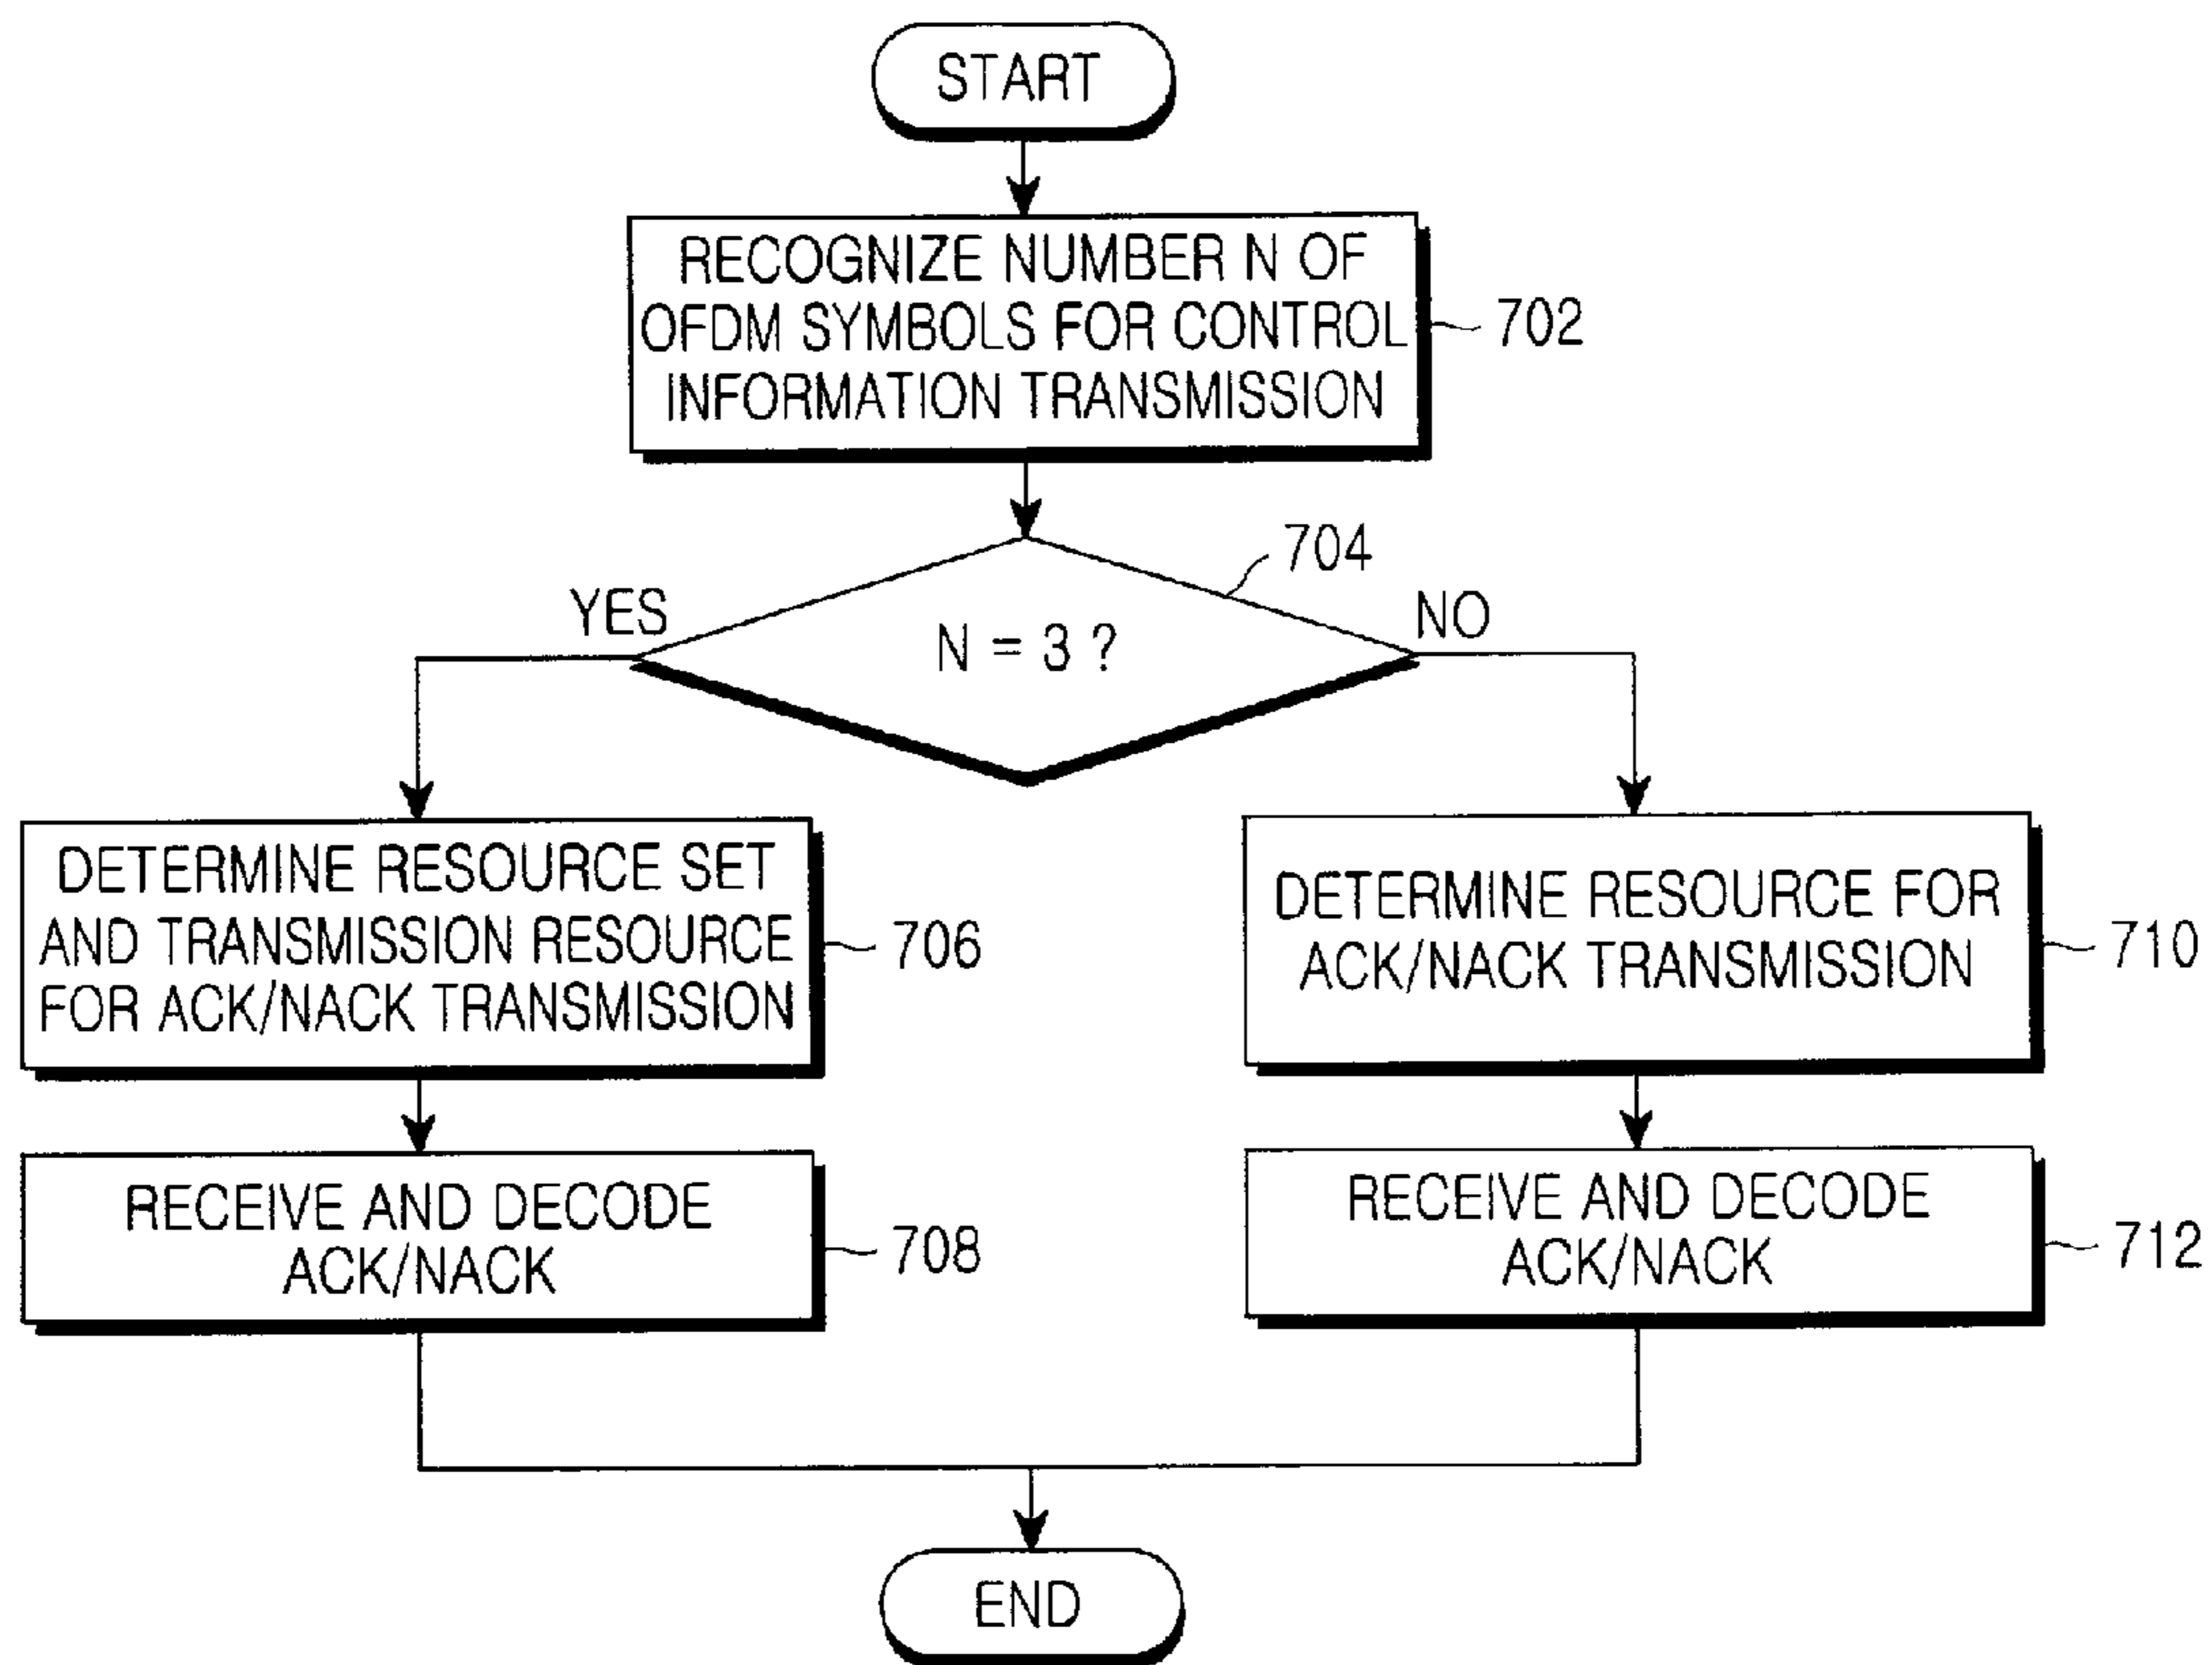 START
RECOGNIZE NUMBER N OF
OFDM SYMBOLS FOR CONTROL
INFORMATION TRANSMISSION
702
704
YES
N = 3 ?
NO
DETERMINE RESOURCE SET
AND TRANSMISSION RESOURCE
FOR ACK/NACK TRANSMISSION
706
DETERMINE RESOURCE FOR
ACK/NACK TRANSMISSION
710
RECEIVE AND DECODE
ACK/NACK
708
RECEIVE AND DECODE
ACK/NACK
712
END